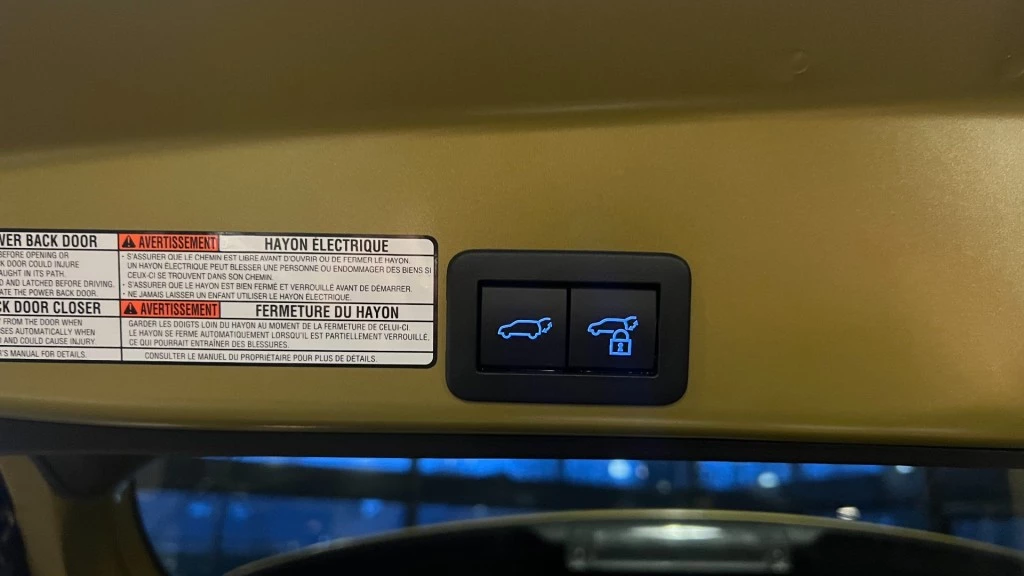 WER BACK DOOR
BEFORE OPENING OR
CK DOOR COULD INJURE
AUGHT IN ITS PATH.
D AND LATCHED BEFORE DRIVING.
ATE THE POWER BACK DOOR.
CK DOOR CLOSER
FROM THE DOOR WHEN
SES AUTOMATICALLY WHEN
AND COULD CAUSE INJURY.
R'S MANUAL FOR DETAILS.
AVERTISSEMENT HAYON ÉLECTRIQUE
- S'ASSURER QUE LE CHEMIN EST LIBRE AVANT D'OUVRIR OU DE FERMER LE HAYON.
UN HAYON ÉLECTRIQUE PEUT BLESSER UNE PERSONNE OU ENDOMMAGER DES BIENS SI
CEUX-CI SE TROUVENT DANS SON CHEMIN.
- S'ASSURER QUE LE HAYON EST BIEN FERMÉ ET VERROUILLÉ AVANT DE DÉMARRER.
- NE JAMAIS LAISSER UN ENFANT UTILISER LE HAYON ÉLECTRIQUE.
AVERTISSEMENT FERMETURE DU HAYON
GARDER LES DOIGTS LOIN DU HAYON AU MOMENT DE LA FERMETURE DE CELUI-CI.
LE HAYON SE FERME AUTOMATIQUEMENT LORSQU'IL EST PARTIELLEMENT VERROUILLÉ,
CE QUI POURRAIT ENTRAÎNER DES BLESSURES.
CONSULTER LE MANUEL DU PROPRIÉTAIRE POUR PLUS DE DÉTAILS.